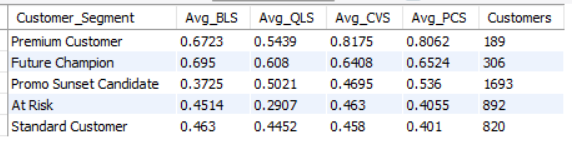 Customer_Segment Avg_BLS Avg_QLS Avg_CVS Avg_PCS Customers
Premium Customer 0.6723 0.5439 0.8175 0.8062 189
Future Champion 0.695 0.608 0.6408 0.6524 306
Promo Sunset Candidate 0.3725 0.5021 0.4695 0.536 1693
At Risk 0.4514 0.2907 0.463 0.4055 892
Standard Customer 0.463 0.4452 0.458 0.401 820